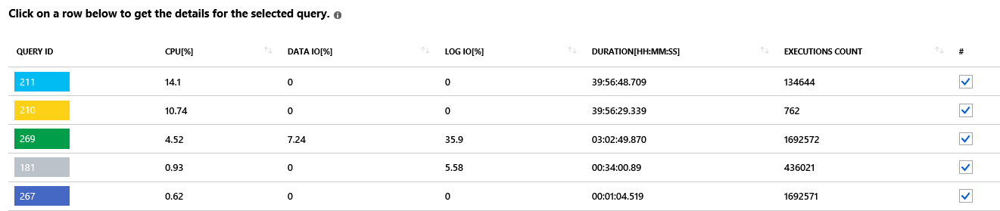 Click on a row below to get the details for the selected query.
QUERY ID CPU[%] DATA IO[%] LOG IO[%] DURATION[HH:MM:SS] EXECUTIONS COUNT #
211 14.1 0 0 39:56:48.709 134644
210 10.74 0 0 39:56:29.339 762
269 4.52 7.24 35.9 03:02:49.870 1692572
181 0.93 0 5.58 00:34:00.89 436021
267 0.62 0 0 00:01:04.519 1692571